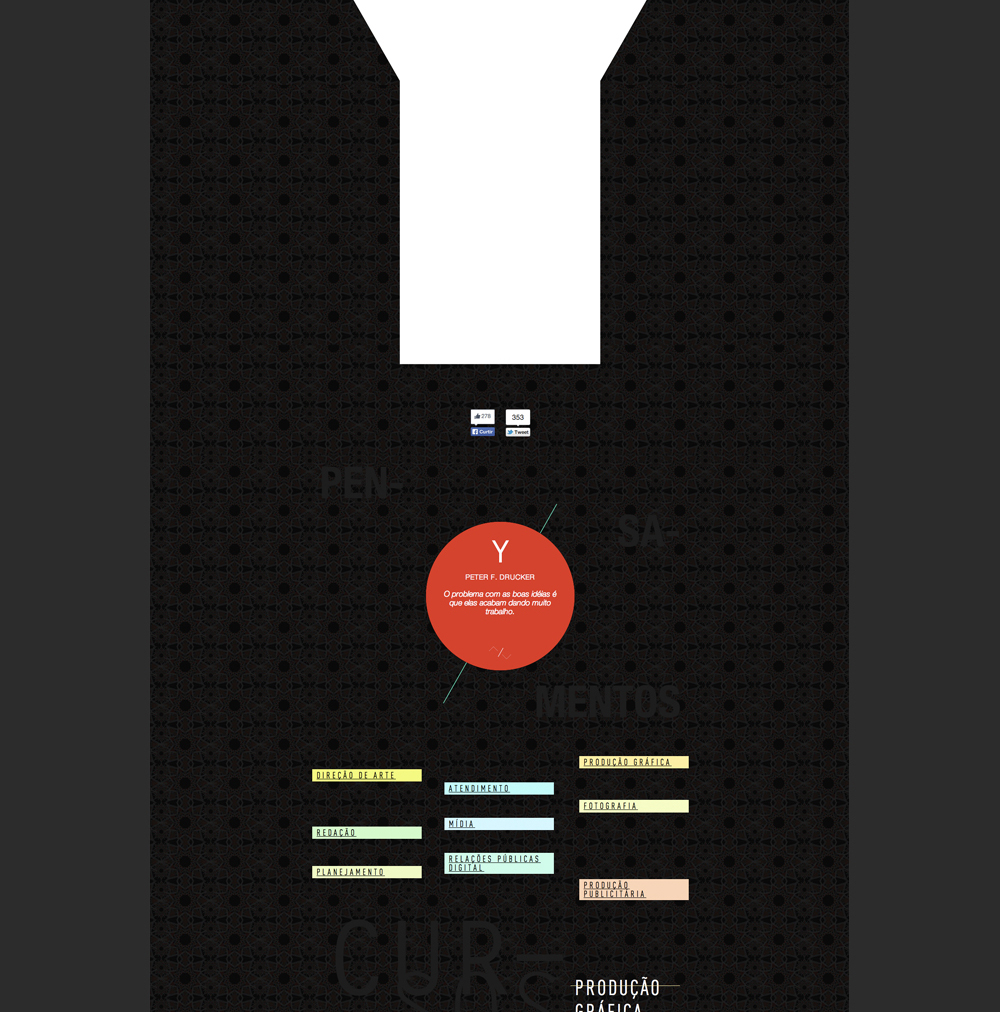 278
353
Curtir
Tweet
PEN-
SA-
Y
PETER F. DRUCKER
O problema com as boas idéias é
que elas acabam dando muito
trabalho.
MENTOS
PRODUÇÃO GRÁFICA
DIREÇÃO DE ARTE
ATENDIMENTO
FOTOGRAFIA
MÍDIA
REDAÇÃO
RELAÇÕES PÚBLICAS
DIGITAL
PLANEJAMENTO
PRODUÇÃO
PUBLICITÁRIA
CUR-
SOS
PRODUÇÃO
GRÁFICA